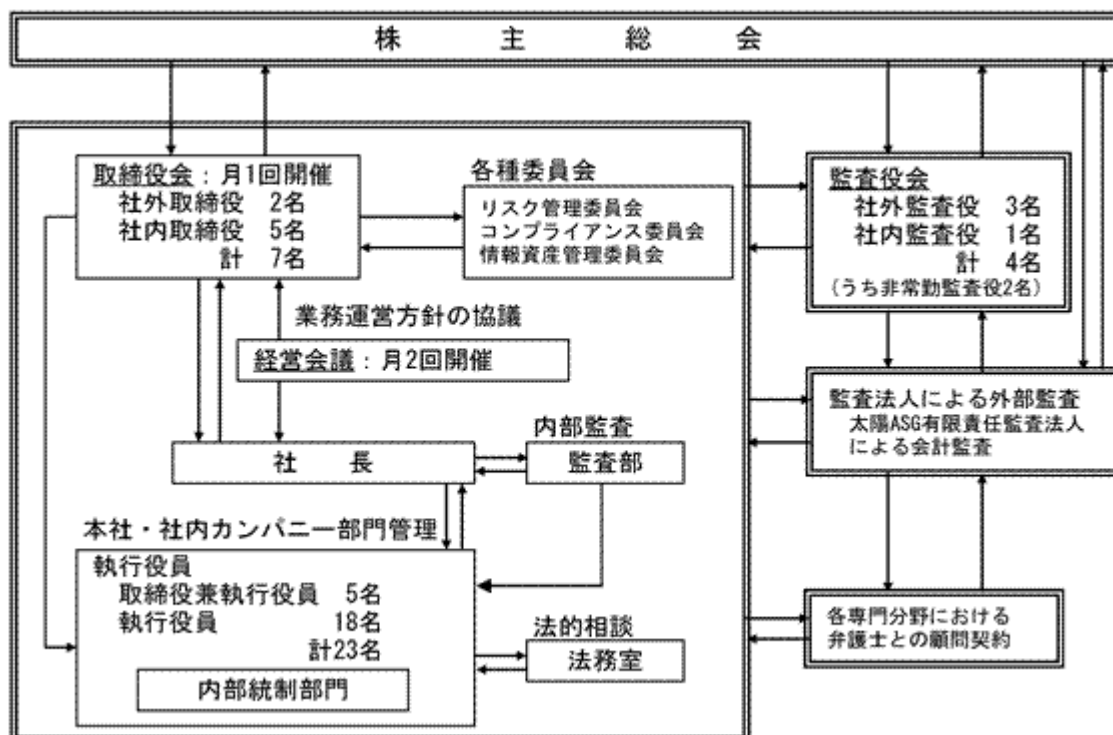 株主総会
取締役会：月1回開催
社外取締役 2名
社内取締役 5名
計 7名
各種委員会
リスク管理委員会
コンプライアンス委員会
情報資産管理委員会
監査役会
社外監査役 3名
社内監査役 1名
計 4名
(うち非常勤監査役2名)
業務運営方針の協議
経営会議：月2回開催
監査法人による外部監査
太陽ASG有限責任監査法人
による会計監査
社長
内部監査
監査部
本社・社内カンパニー部門管理
執行役員
取締役兼執行役員 5名
執行役員 18名
計23名
内部統制部門
法的相談
法務室
各専門分野における
弁護士との顧問契約